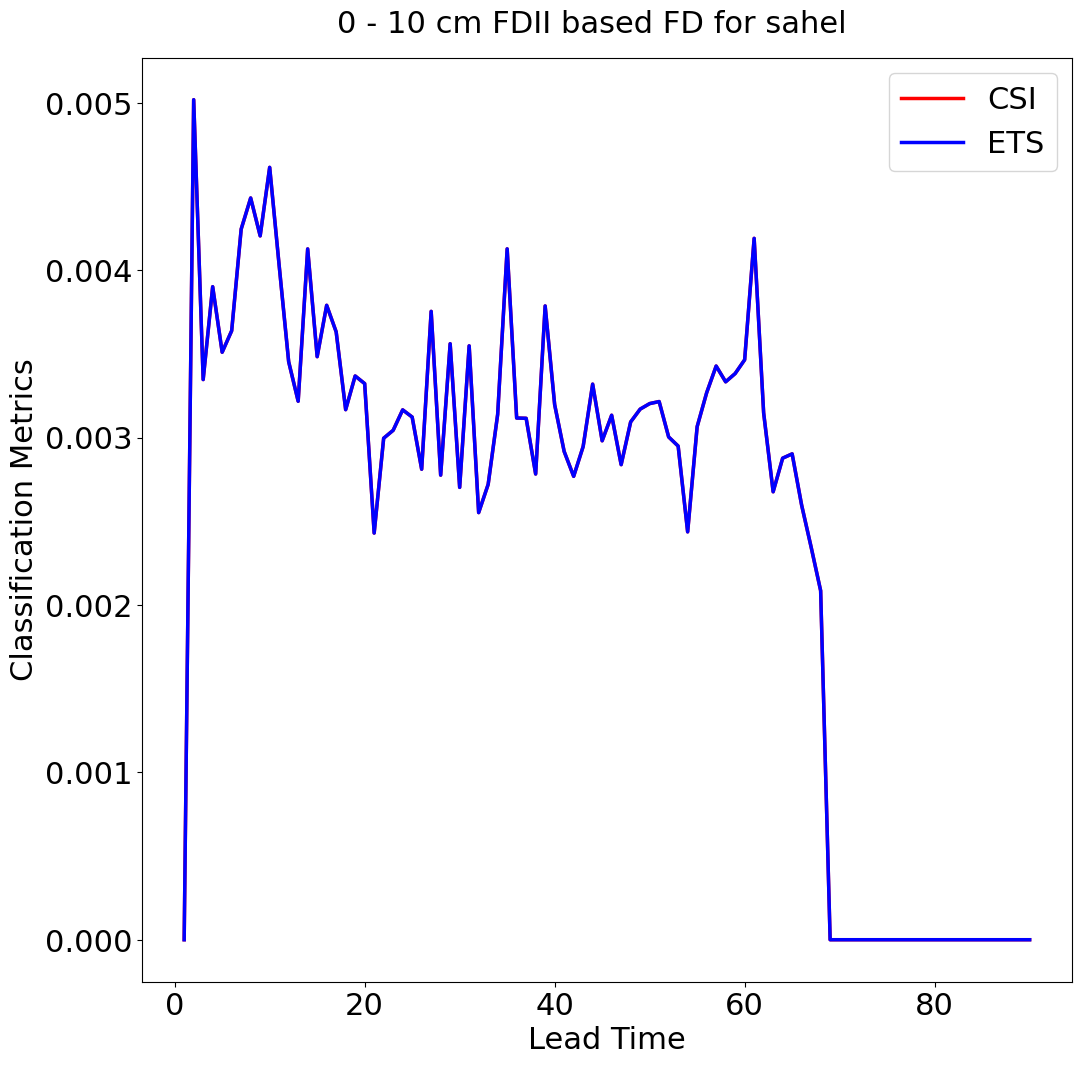 0 - 10 cm FDII based FD for sahel
CSI
ETS
Classification Metrics
0.005
0.004
0.003
0.002
0.001
0.000
0 20 40 60 80
Lead Time